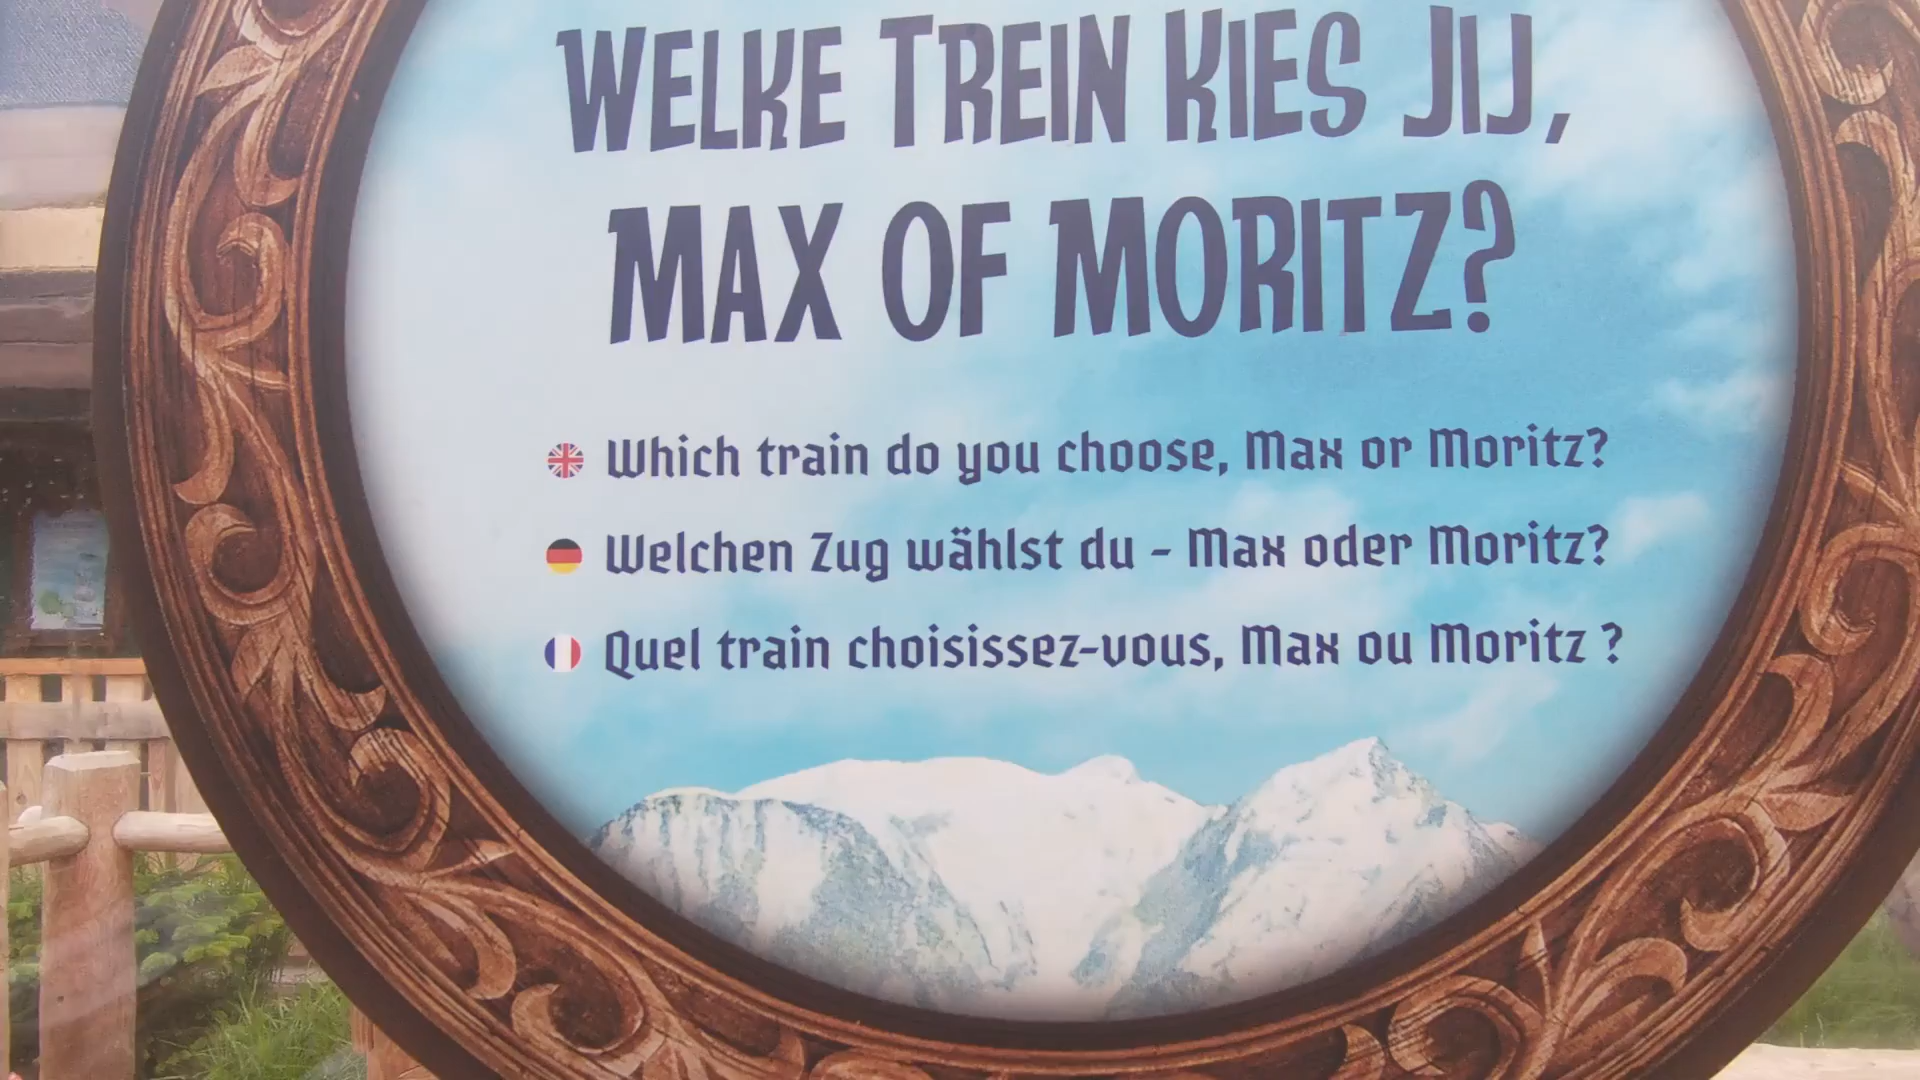 WELKE TREIN KIES JIJ,
MAX OF MORITZ?
Which train do you choose, Max or Moritz?
Welchen Zug wählst du - Max oder Moritz?
Quel train choisissez-vous, Max ou Moritz ?